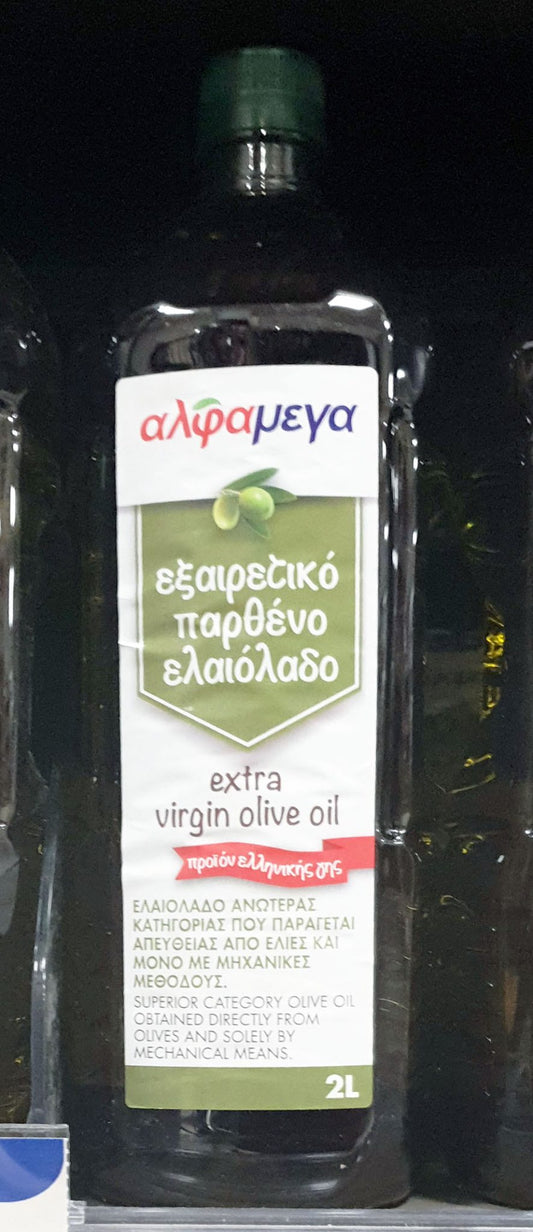 αλφαμεγα
εξαιρετικό
παρθένο
ελαιόλαδο
extra
virgin olive oil
προϊόν ελληνικής γης
ΕΛΑΙΟΛΑΔΟ ΑΝΩΤΕΡΑΣ
ΚΑΤΗΓΟΡΙΑΣ ΠΟΥ ΠΑΡΑΓΕΤΑΙ
ΑΠΕΥΘΕΙΑΣ ΑΠΟ ΕΛΙΕΣ ΚΑΙ
ΜΟΝΟ ΜΕ ΜΗΧΑΝΙΚΕΣ
ΜΕΘΟΔΟΥΣ.
SUPERIOR CATEGORY OLIVE OIL
OBTAINED DIRECTLY FROM
OLIVES AND SOLELY BY
MECHANICAL MEANS.
2L